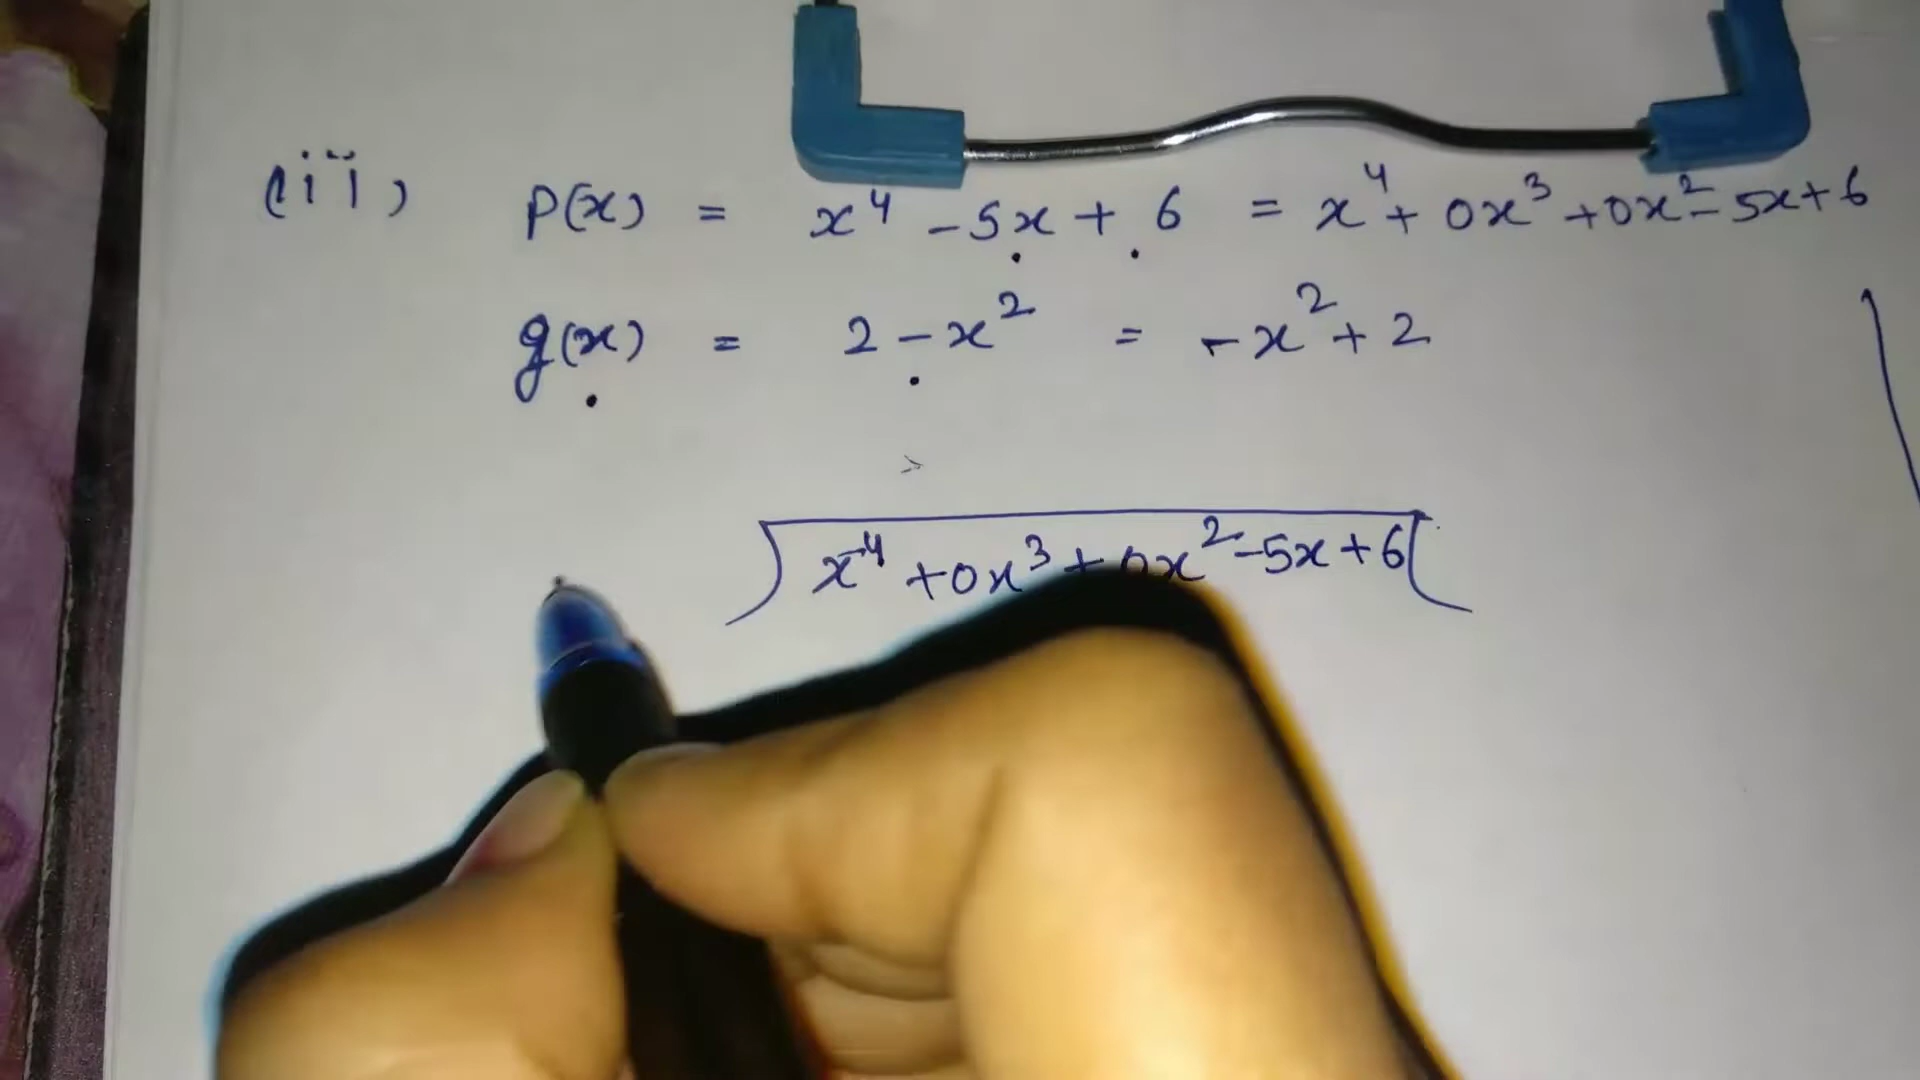 (iii) p(x) = x⁴ - 5x + 6 = x⁴ + 0x³ + 0x² - 5x + 6
g(x) = 2 - x² = -x² + 2
x⁴ + 0x³ + 0x² - 5x + 6